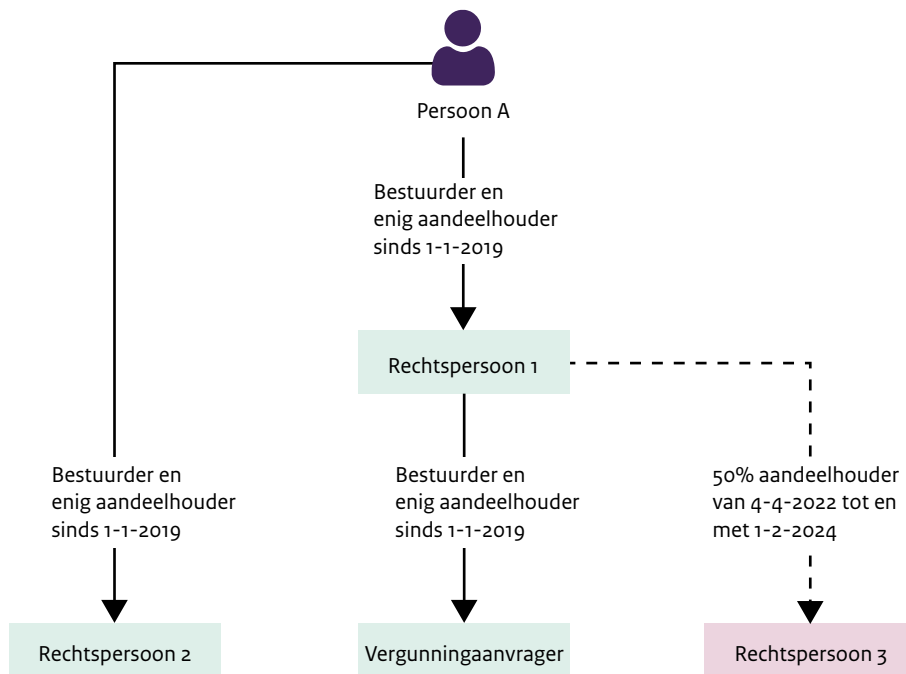 Persoon A
Bestuurder en
enig aandeelhouder
sinds 1-1-2019
Rechtspersoon 1
Bestuurder en
enig aandeelhouder
sinds 1-1-2019
Bestuurder en
enig aandeelhouder
sinds 1-1-2019
50% aandeelhouder
van 4-4-2022 tot en
met 1-2-2024
Rechtspersoon 2
Vergunningaanvrager
Rechtspersoon 3